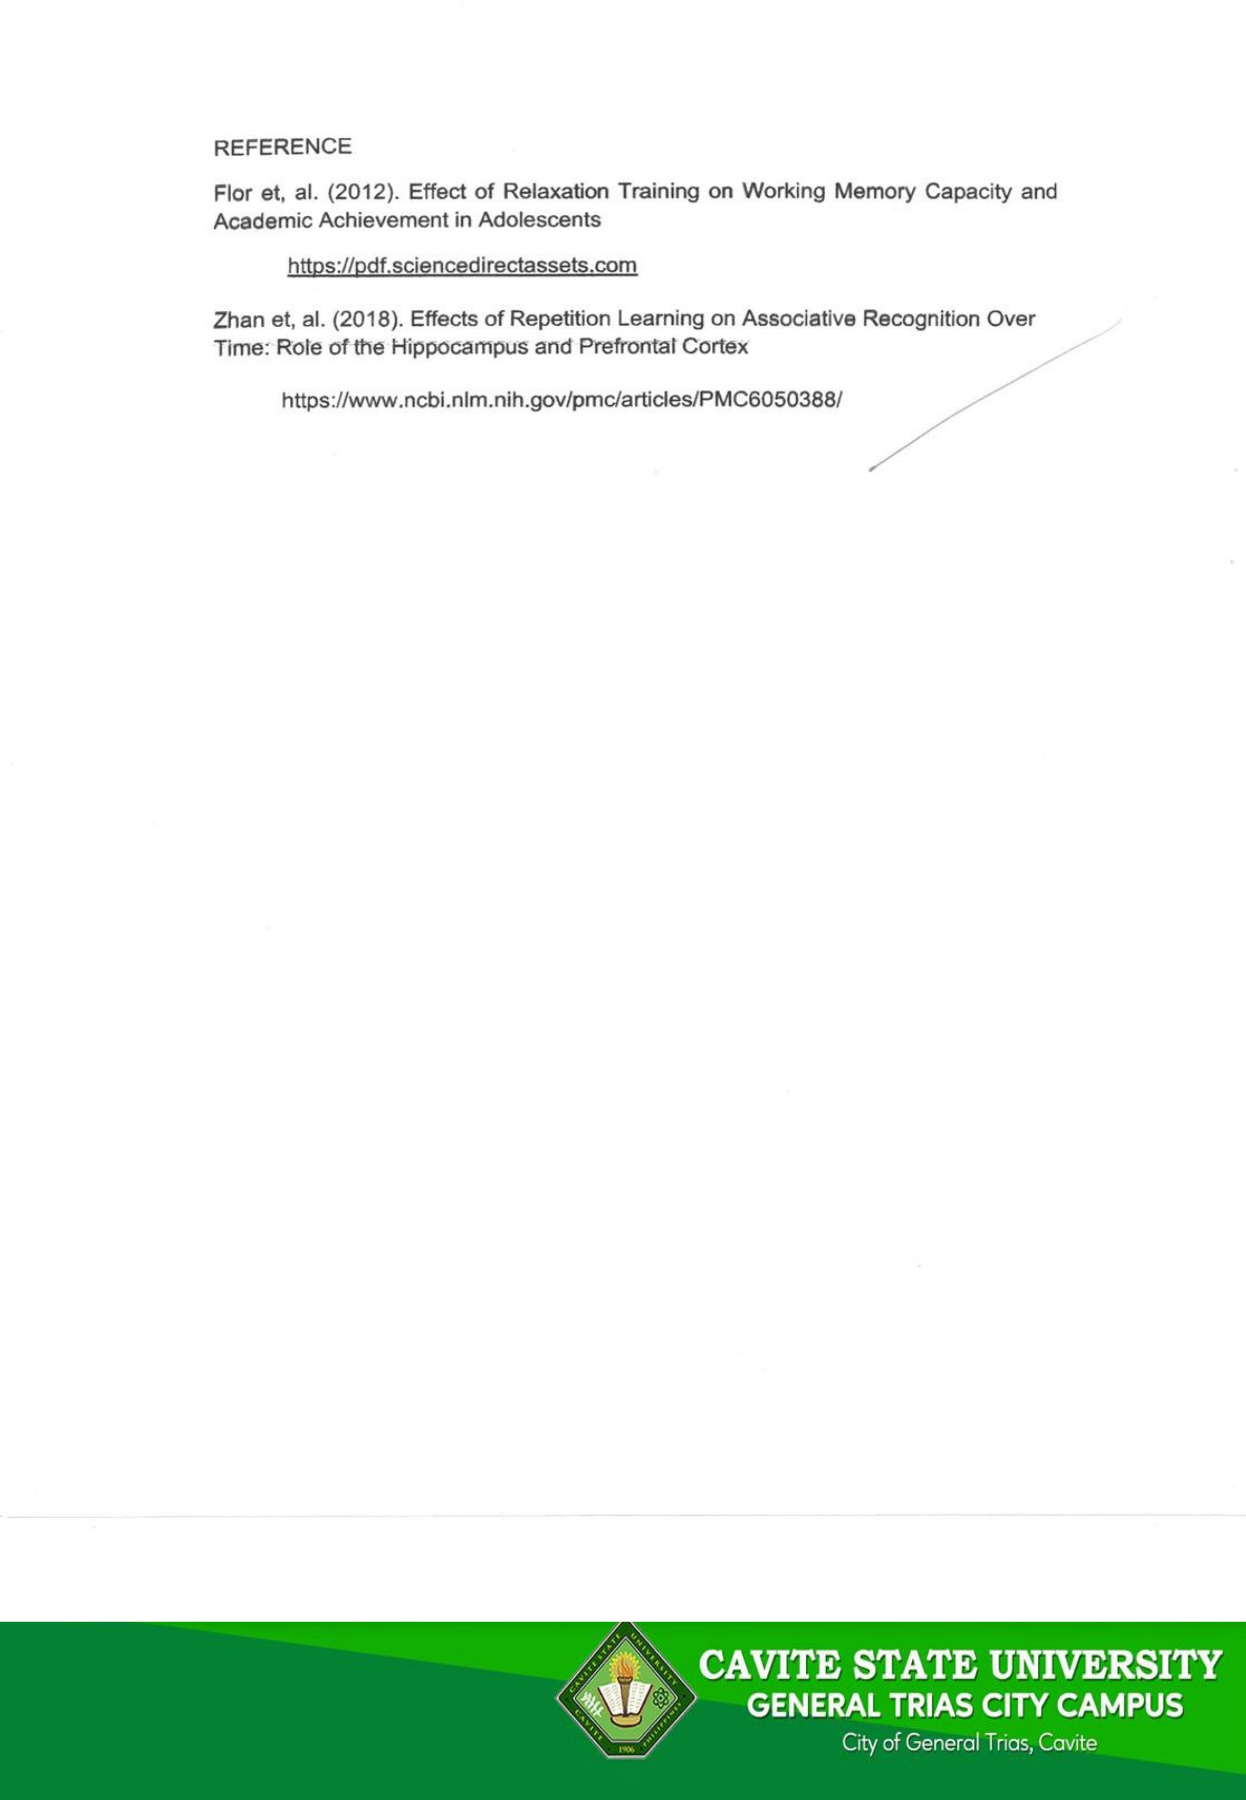 REFERENCE
Flor et, al. (2012). Effect of Relaxation Training on Working Memory Capacity and
Academic Achievement in Adolescents
https://pdf.sciencedirectassets.com
Zhan et, al. (2018). Effects of Repetition Learning on Associative Recognition Over
Time: Role of the Hippocampus and Prefrontal Cortex
https://www.ncbi.nlm.nih.gov/pmc/articles/PMC6050388/
CAVITE STATE UNIVERSITY
CAVITE
PHILIPPINES
1906
CAVITE STATE UNIVERSITY
GENERAL TRIAS CITY CAMPUS
City of General Trias, Cavite